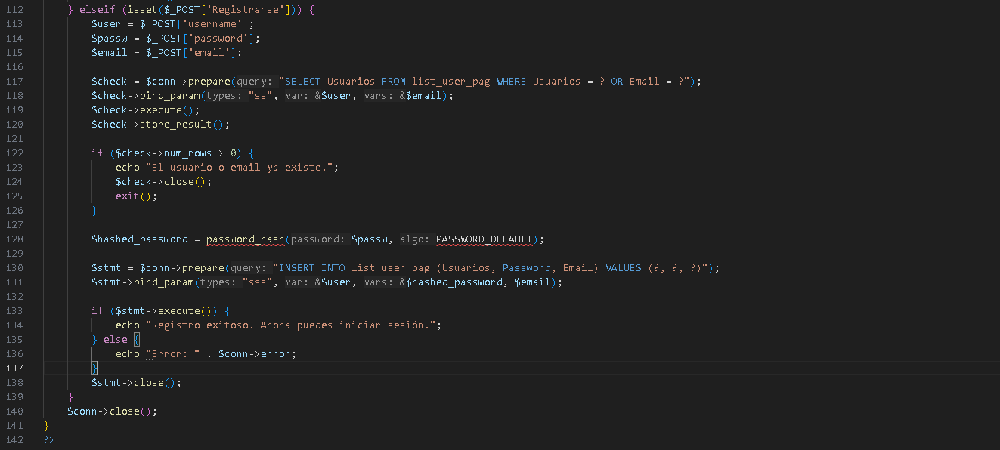 112 } elseif (isset($_POST['Registrarse'])) {
113 $user = $_POST['username'];
114 $passw = $_POST['password'];
115 $email = $_POST['email'];
116
117 $check = $conn->prepare(query: "SELECT Usuarios FROM list_user_pag WHERE Usuarios = ? OR Email = ?");
118 $check->bind_param(types: "ss", var: &$user, vars: &$email);
119 $check->execute();
120 $check->store_result();
121
122 if ($check->num_rows > 0) {
123 echo "El usuario o email ya existe.";
124 $check->close();
125 exit();
126 }
127
128 $hashed_password = password_hash(password: $passw, algo: PASSWORD_DEFAULT);
129
130 $stmt = $conn->prepare(query: "INSERT INTO list_user_pag (Usuarios, Password, Email) VALUES (?, ?, ?)");
131 $stmt->bind_param(types: "sss", var: &$user, vars: &$hashed_password, $email);
132
133 if ($stmt->execute()) {
134 echo "Registro exitoso. Ahora puedes iniciar sesión.";
135 } else {
136 echo "Error: " . $conn->error;
137 }
138 $stmt->close();
139 }
140 $conn->close();
141 }
142 ?>